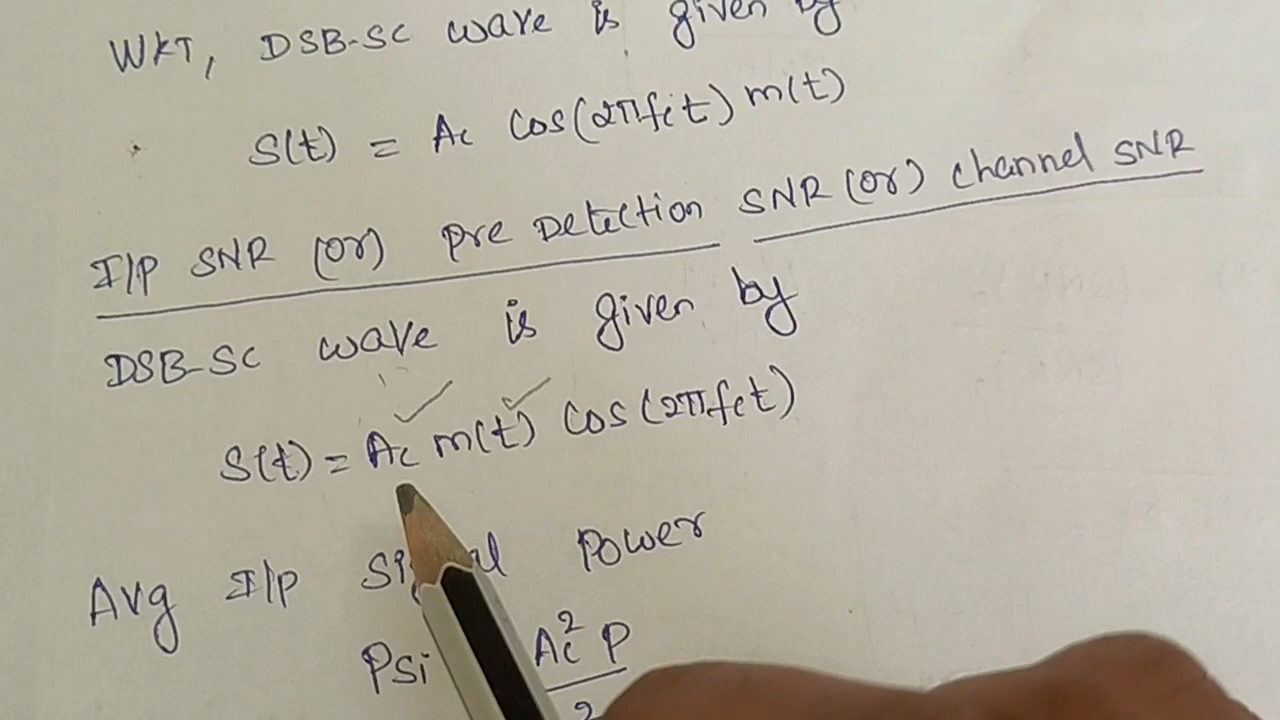 WKT, DSB-SC wave is given by
S(t) = Ac Cos(2πfct) m(t)
I/P SNR (or) Pre Detection SNR (or) channel SNR
DSB-SC wave is given by
S(t) = Ac m(t) Cos(2πfct)
Avg I/P Power
Psi Ac² P
2